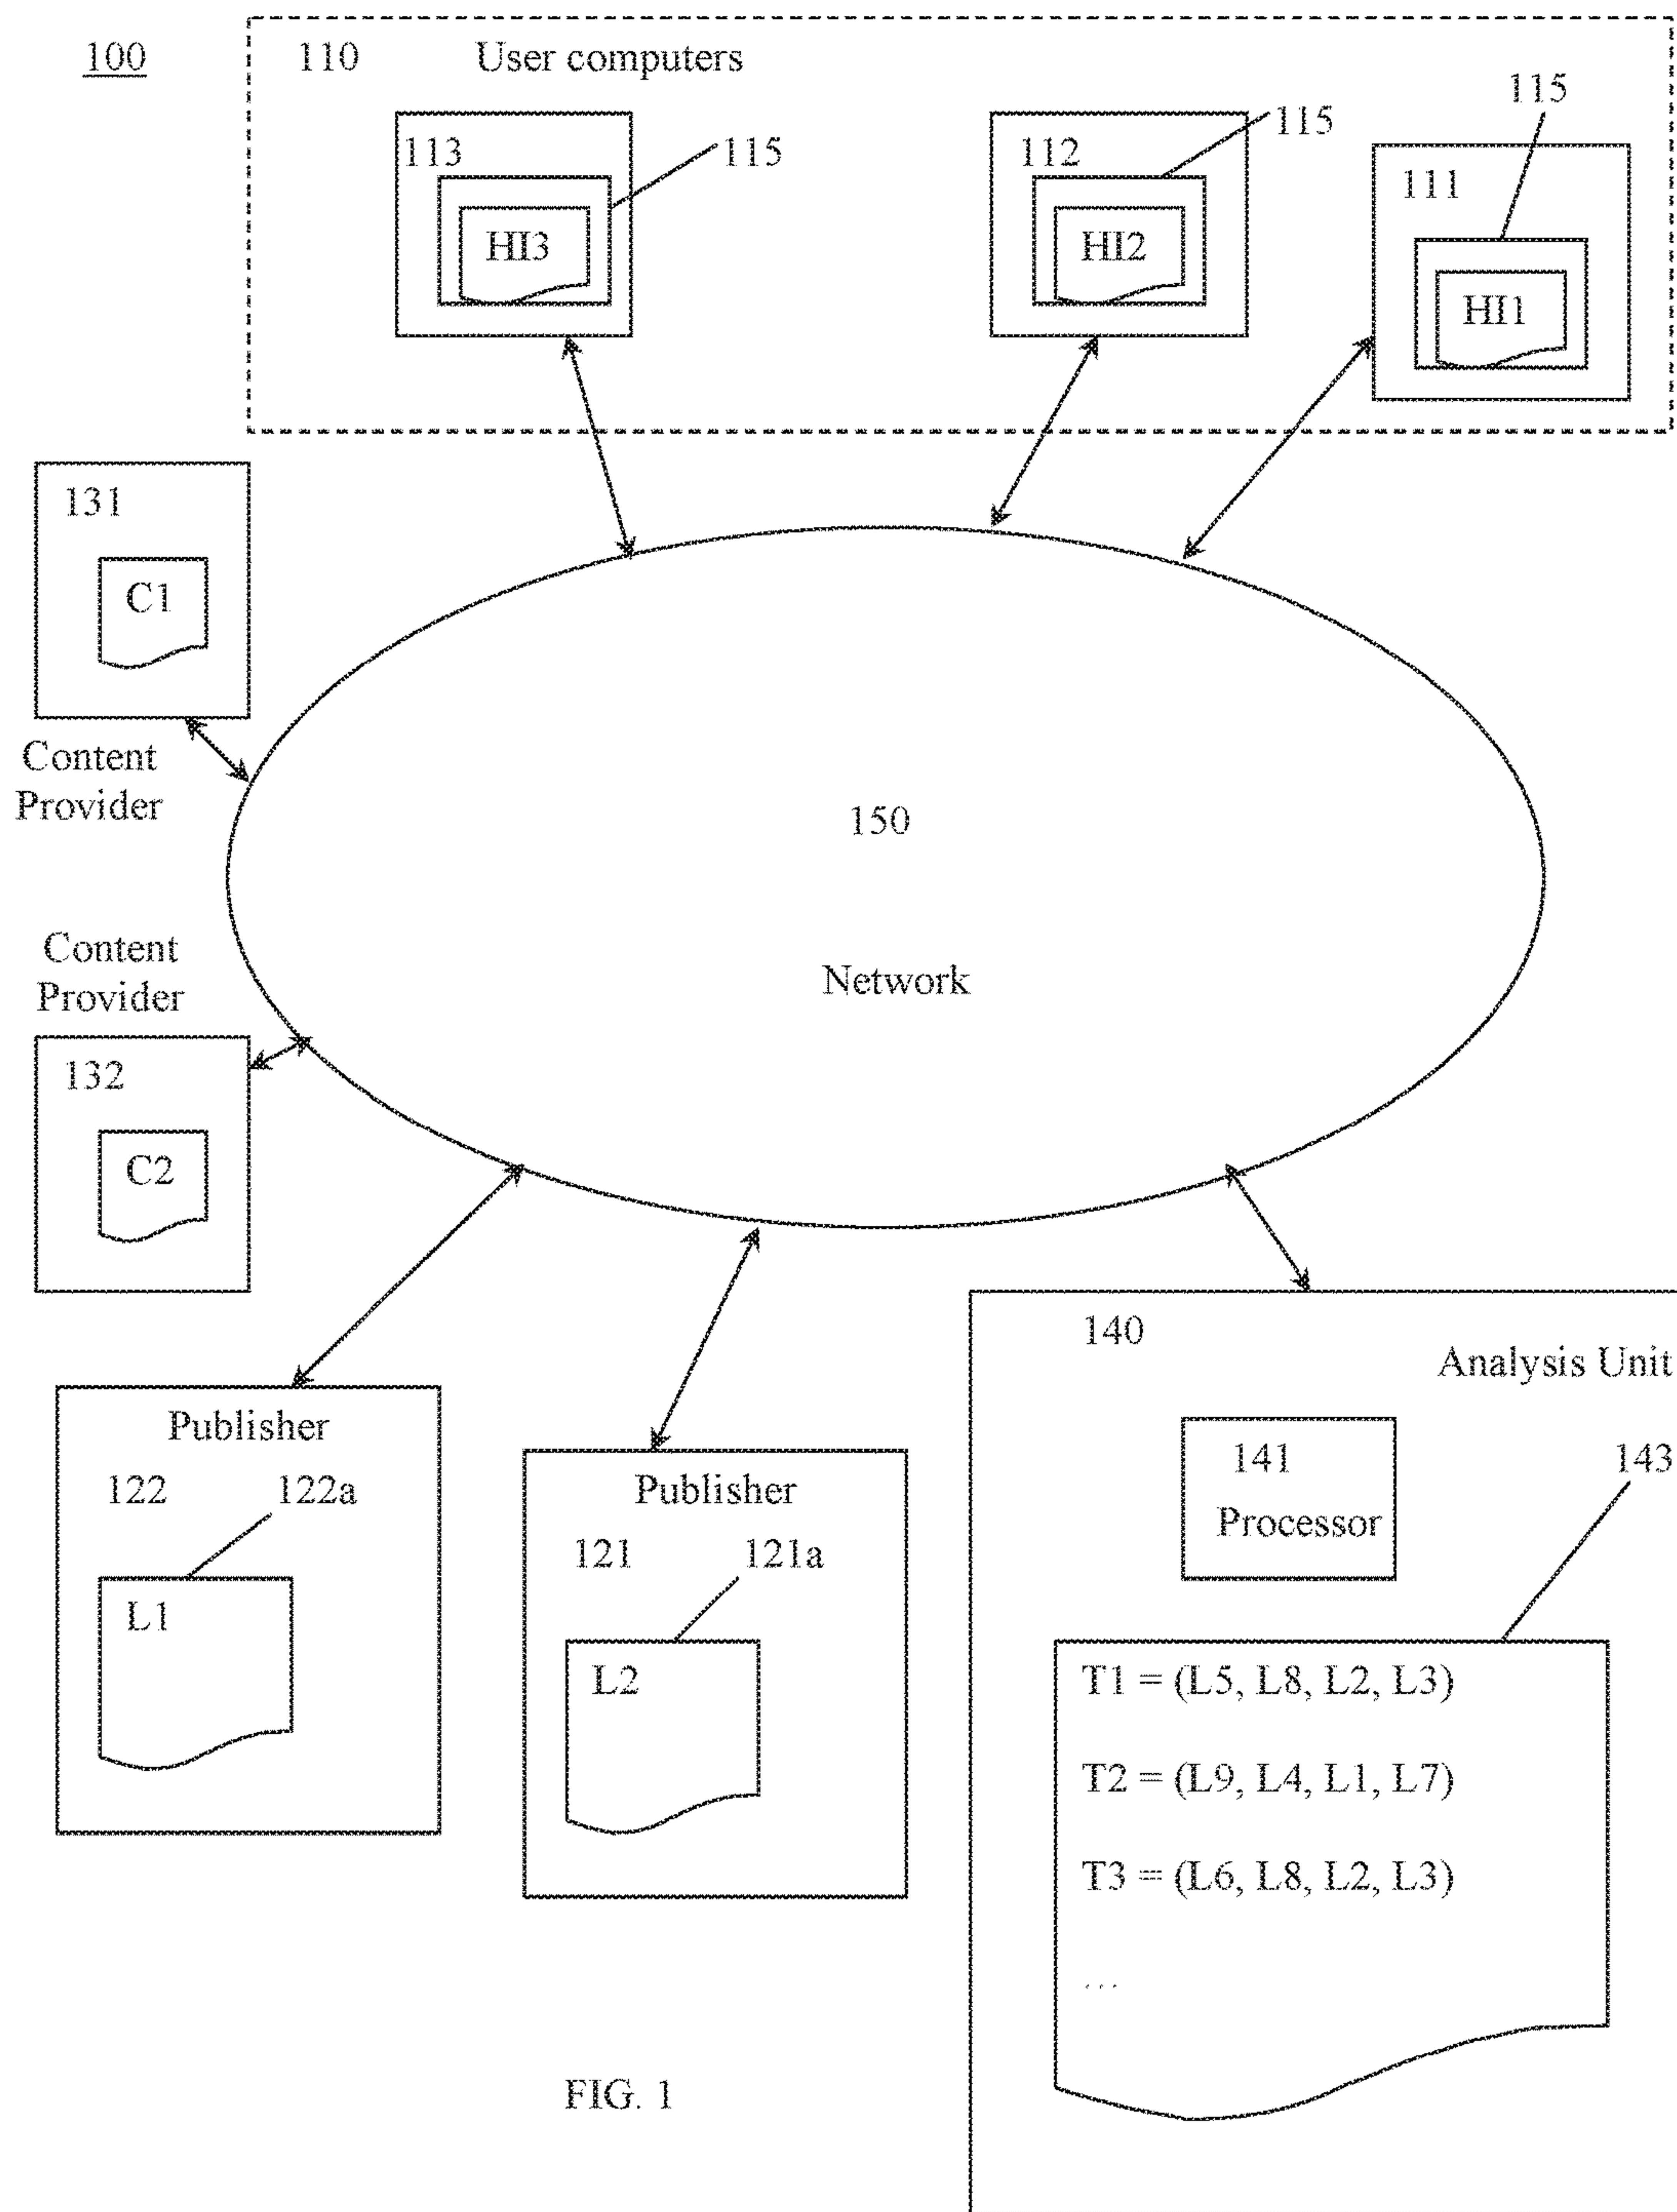 100
110 User computers
115
113
115
112
115
111
HI3
HI2
HI1
131
C1
Content
Provider
150
Network
Content
Provider
132
C2
140
Analysis Unit
141
Processor
143
Publisher
122 122a
L1
Publisher
121 121a
L2
T1 = (L5, L8, L2, L3)
T2 = (L9, L4, L1, L7)
T3 = (L6, L8, L2, L3)
...
FIG. 1